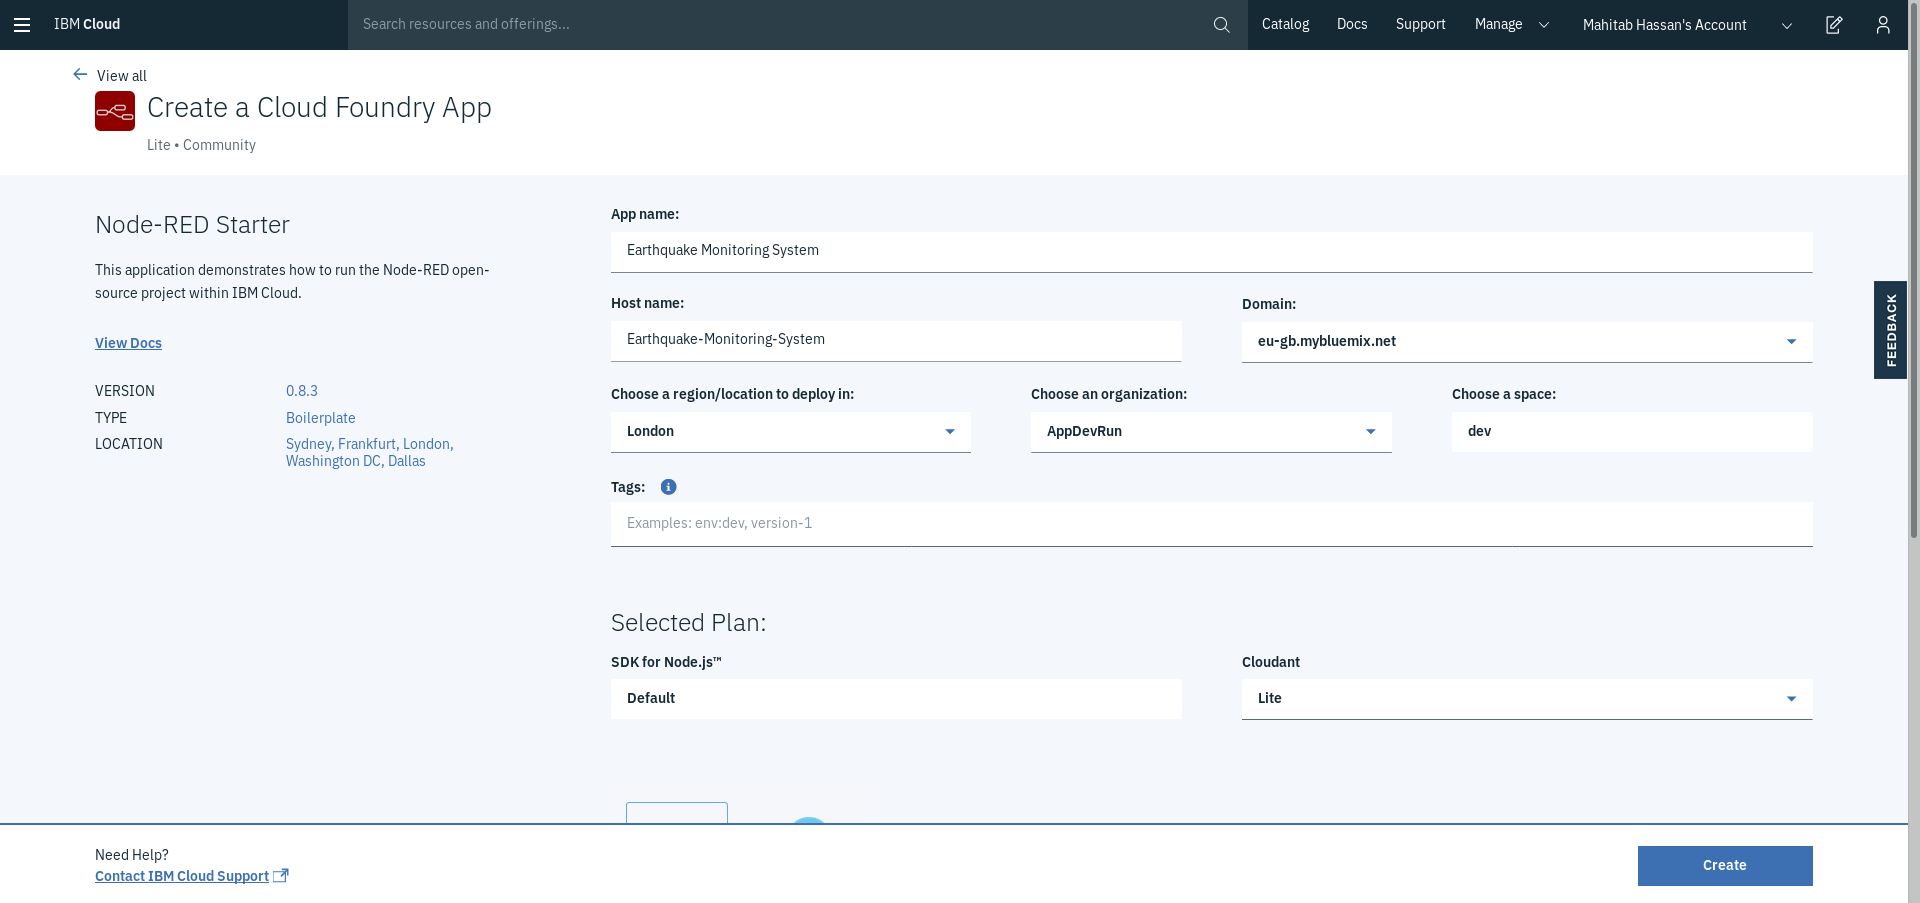 IBM Cloud
Search resources and offerings...
Catalog
Docs
Support
Manage
Mahitab Hassan's Account
View all
Create a Cloud Foundry App
Lite • Community
Node-RED Starter
This application demonstrates how to run the Node-RED open-
source project within IBM Cloud.
View Docs
VERSION 0.8.3
TYPE Boilerplate
LOCATION Sydney, Frankfurt, London,
Washington DC, Dallas
App name:
Earthquake Monitoring System
Host name:
Earthquake-Monitoring-System
Domain:
eu-gb.mybluemix.net
Choose a region/location to deploy in:
London
Choose an organization:
AppDevRun
Choose a space:
dev
Tags:
Examples: env:dev, version-1
Selected Plan:
SDK for Node.js™
Default
Cloudant
Lite
FEEDBACK
Need Help?
Contact IBM Cloud Support
Create